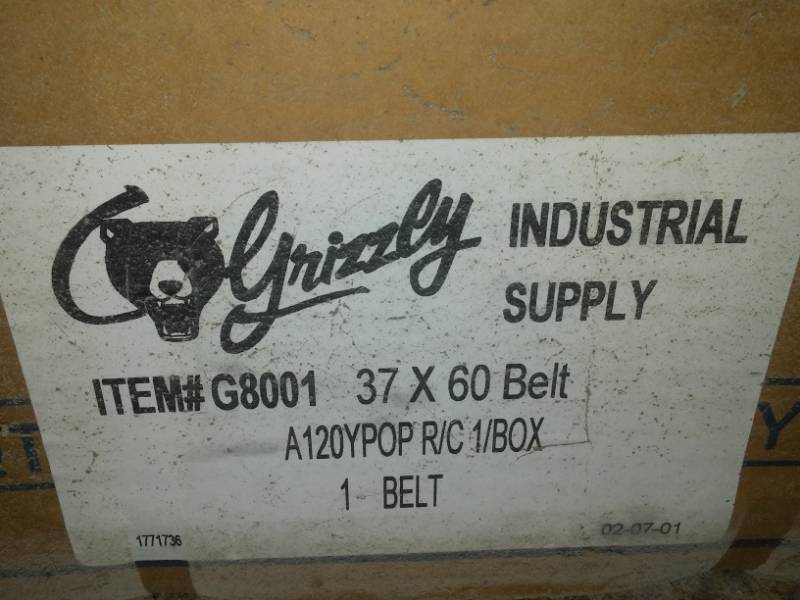 Grizzly INDUSTRIAL
SUPPLY
ITEM# G8001 37 X 60 Belt
A120YPOP R/C 1/BOX
1 BELT
1771736
02-07-01